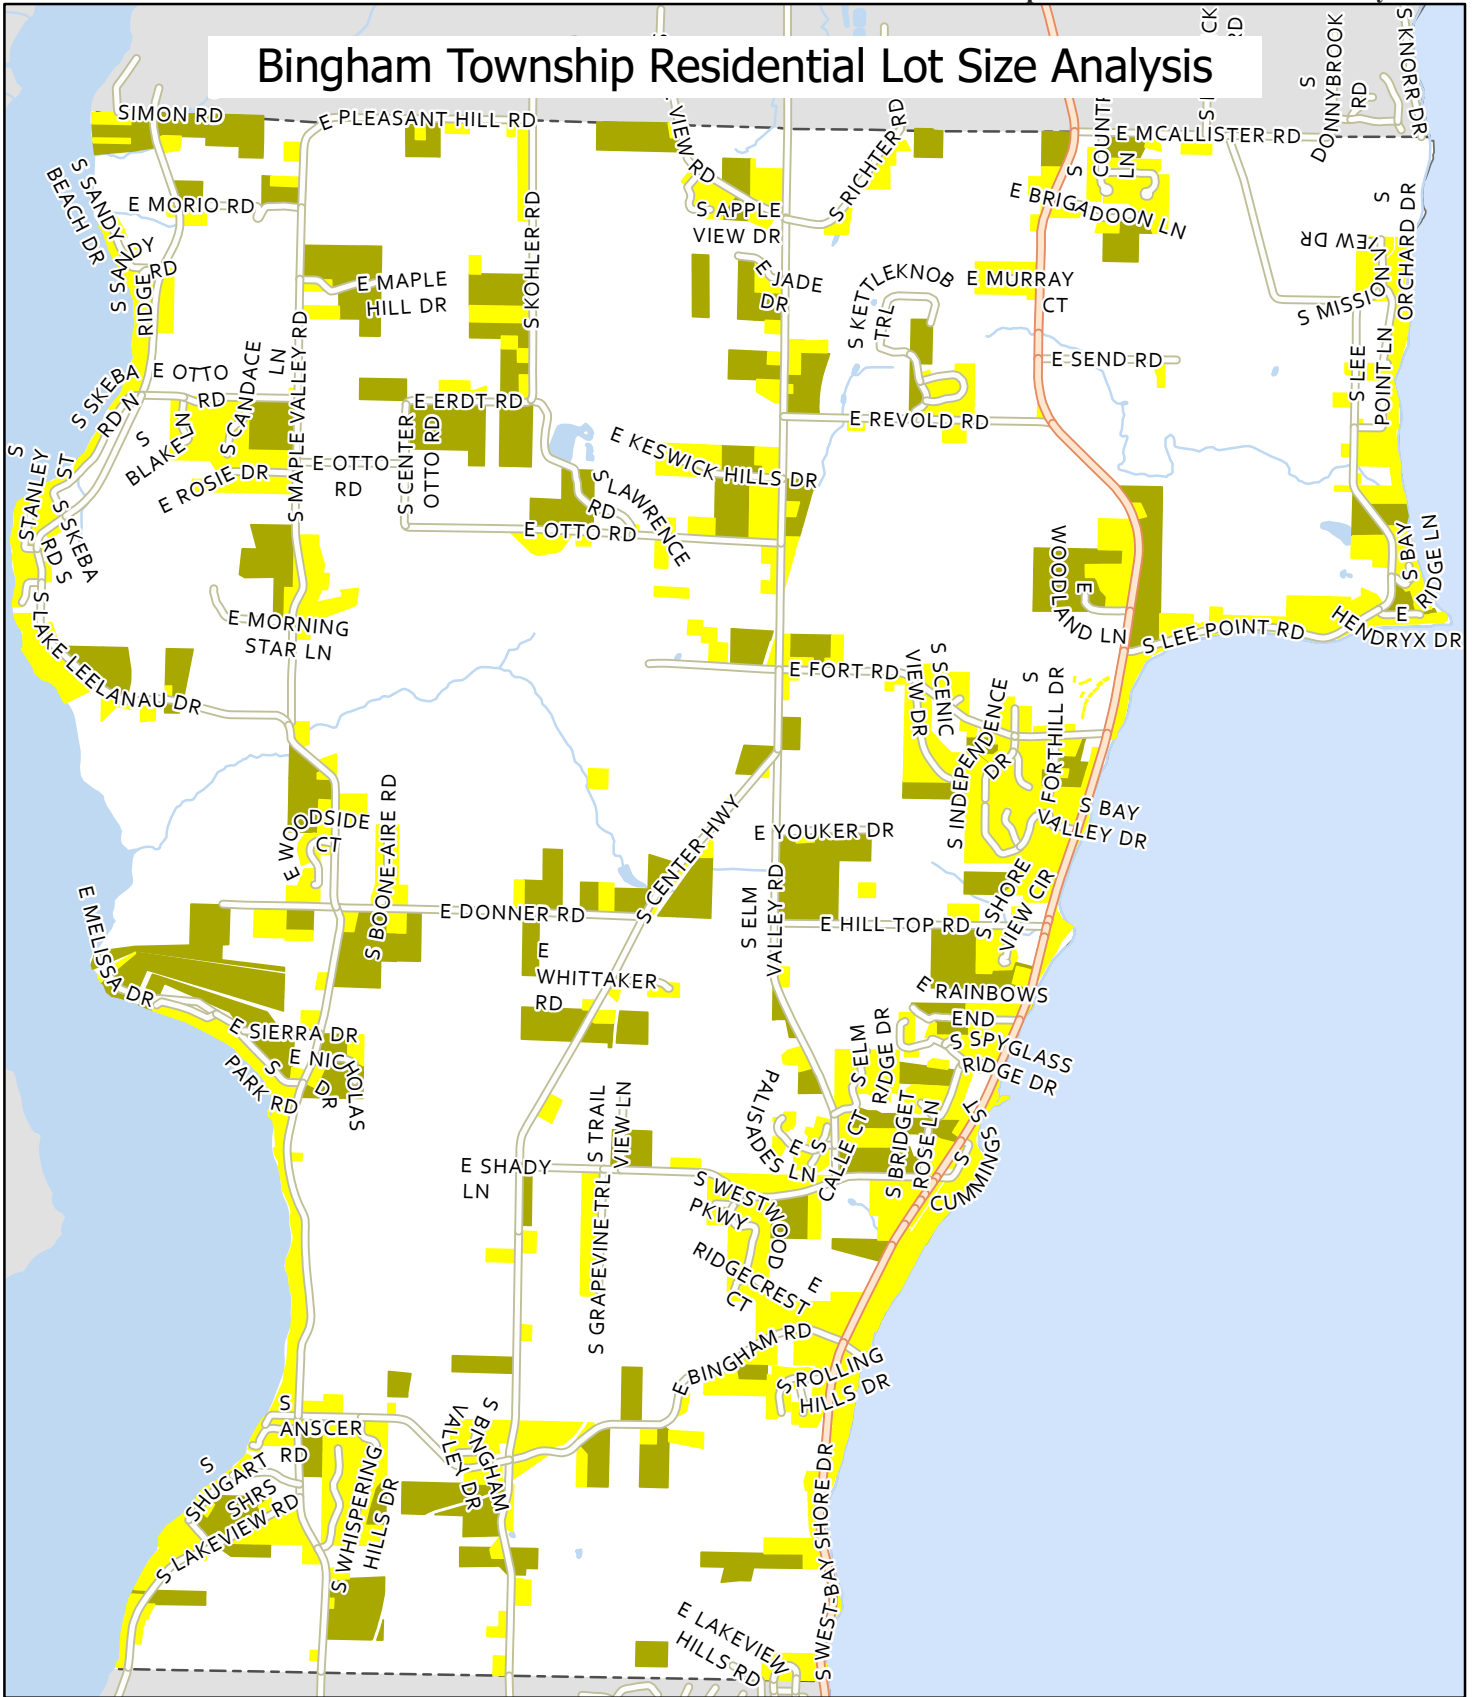 Bingham Township Residential Lot Size Analysis
SIMON RD
E PLEASANT HILL RD
VIEW RD
S RICHTER RD
S
COUNTR
LN
E MCALLISTER RD
S
DONNYBROOK
RD
S KNORR DR
RD
S SANDY
BEACH DR
E MORIO RD
S APPLE
VIEW DR
E BRIGADOON LN
S
ORCHARD DR
VIEW DR
S SANDY
RIDGE RD
S KOHLER RD
E MAPLE
HILL DR
E JADE
DR
S KETTLEKNOB
TRL
E MURRAY
CT
S MISSION
S LEE
POINT LN
S SKEBA
RD N
E OTTO
RD
S CANDACE
LN
S MAPLE VALLEY RD
E SEND RD
S
BLAKE LN
E ERDT RD
E REVOLD RD
S CENTER
OTTO RD
E ROSIE DR
E OTTO
RD
E KESWICK HILLS DR
S
STANLEY
RD S
ST
S SKEBA
S LAWRENCE
RD
E OTTO RD
E
WOODLAND LN
S BAY
RIDGE LN
S LAKE LEELANAU DR
E MORNING
STAR LN
S LEE POINT RD
E
HENDRYX DR
E FORT RD
S SCENIC
VIEW DR
S INDEPENDENCE
DR
S
FORTHILL DR
S BAY
VALLEY DR
E WOODSIDE
CT
S BOONE-AIRE RD
S CENTER HWY
E YOUKER DR
E MELISSA DR
E DONNER RD
S ELM
VALLEY RD
E HILL TOP RD
S SHORE
VIEW CIR
E
WHITTAKER
RD
E RAINBOWS
END
E SIERRA DR
E NICHOLAS
DR
S
PARK RD
S SPYGLASS
RIDGE DR
S ELM
RIDGE DR
S TRAIL
VIEW LN
E
PALISADES LN
S
CALLE CT
S BRIDGET
ROSE LN
S
CUMMINGS ST
E SHADY
LN
S GRAPEVINE TRL
S WESTWOOD
PKWY
E
RIDGECREST
CT
E BINGHAM RD
S ROLLING
HILLS DR
S
ANSCER
RD
S BINGHAM
VALLEY DR
S
SHUGART
SHRS
S LAKEVIEW RD
S WHISPERING
HILLS DR
S WEST-BAY SHORE DR
E LAKEVIEW
HILLS RD